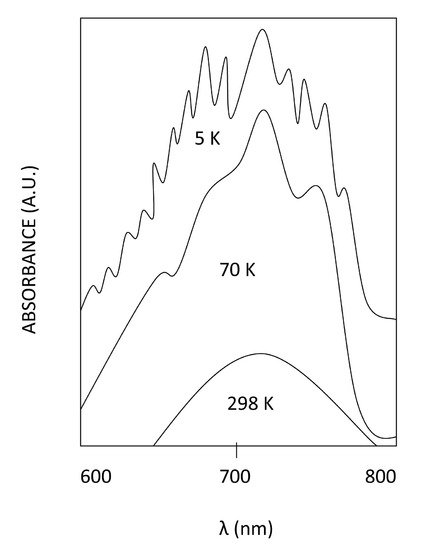 5 K
ABSORBANCE (A.U.)
70 K
298 K
600 700 800
λ (nm)